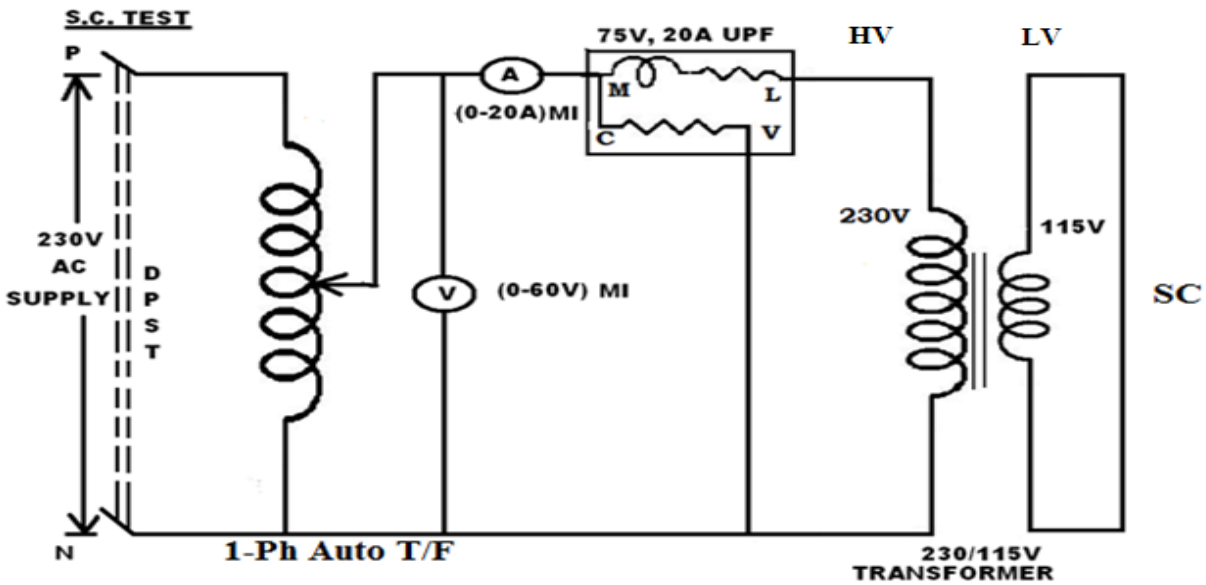 S.C. TEST
P
75V, 20A UPF
HV
LV
A
(0-20A)MI
M
L
C
V
230V
AC
SUPPLY
D
P
S
T
V
(0-60V) MI
230V
115V
SC
N
1-Ph Auto T/F
230/115V
TRANSFORMER